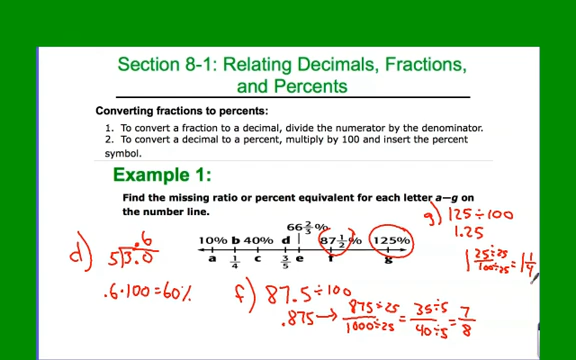 Section 8-1: Relating Decimals, Fractions,
and Percents
Converting fractions to percents:
1. To convert a fraction to a decimal, divide the numerator by the denominator.
2. To convert a decimal to a percent, multiply by 100 and insert the percent
symbol.
Example 1:
Find the missing ratio or percent equivalent for each letter a–g on
the number line.
66 2/3 %
10% b 40% d 87 1/2 % 125%
a 1/4 c 3/5 e f g
d) .6
5)3.0
.6·100=60%
g) 125÷100
1.25
1 25÷25/100÷25 = 1 1/4
f) 87.5÷100
.875 → 875÷25/1000÷25 = 35÷5/40÷5 = 7/8